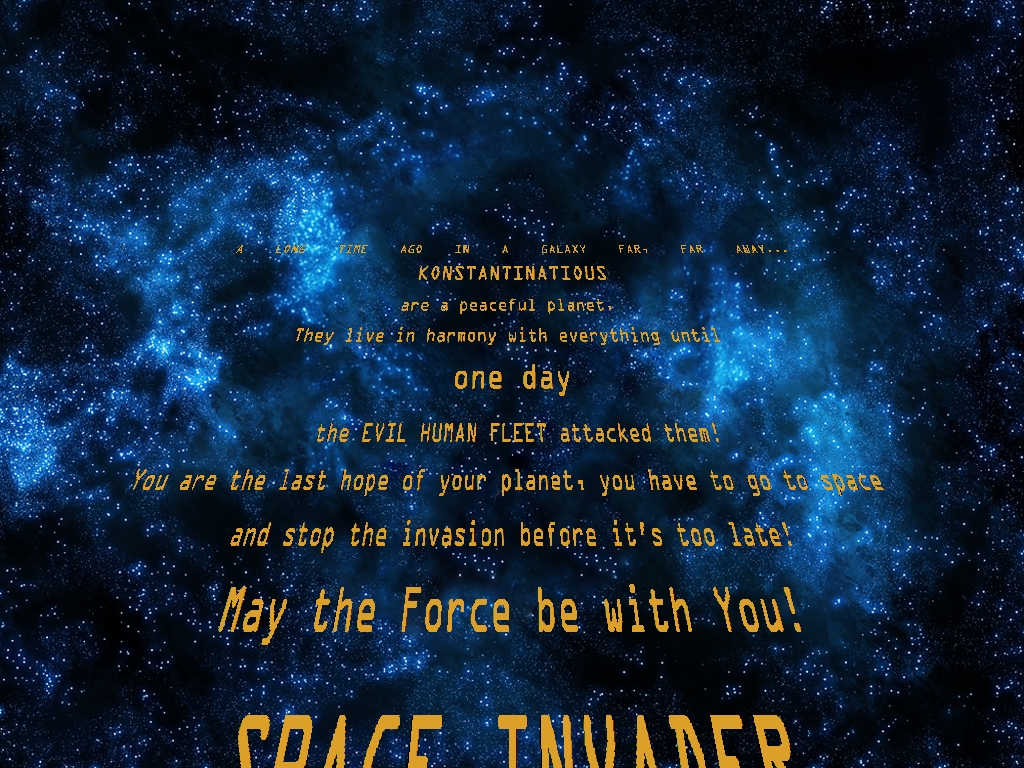 A LONG TIME AGO IN A GALAXY FAR, FAR AWAY...
KONSTANTINATIOUS
are a peaceful planet.
They live in harmony with everything until
one day
the EVIL HUMAN FLEET attacked them!
You are the last hope of your planet, you have to go to space
and stop the invasion before it's too late!
May the Force be with You!
SPACE INVADER